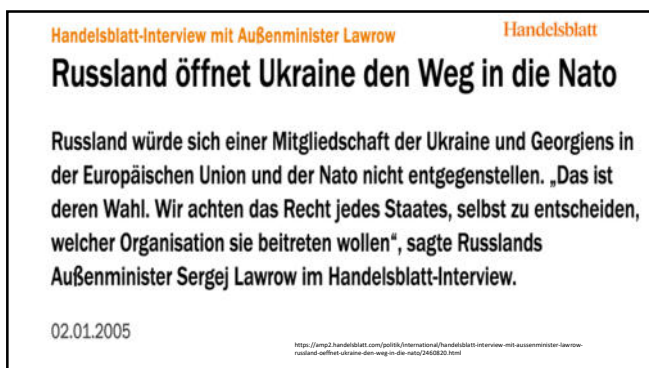 Handelsblatt-Interview mit Außenminister Lawrow
Handelsblatt
Russland öffnet Ukraine den Weg in die Nato
Russland würde sich einer Mitgliedschaft der Ukraine und Georgiens in
der Europäischen Union und der Nato nicht entgegenstellen. „Das ist
deren Wahl. Wir achten das Recht jedes Staates, selbst zu entscheiden,
welcher Organisation sie beitreten wollen“, sagte Russlands
Außenminister Sergej Lawrow im Handelsblatt-Interview.
02.01.2005
https://amp2.handelsblatt.com/politik/international/handelsblatt-interview-mit-aussenminister-lawrow-
russland-oeffnet-ukraine-den-weg-in-die-nato/2460820.html